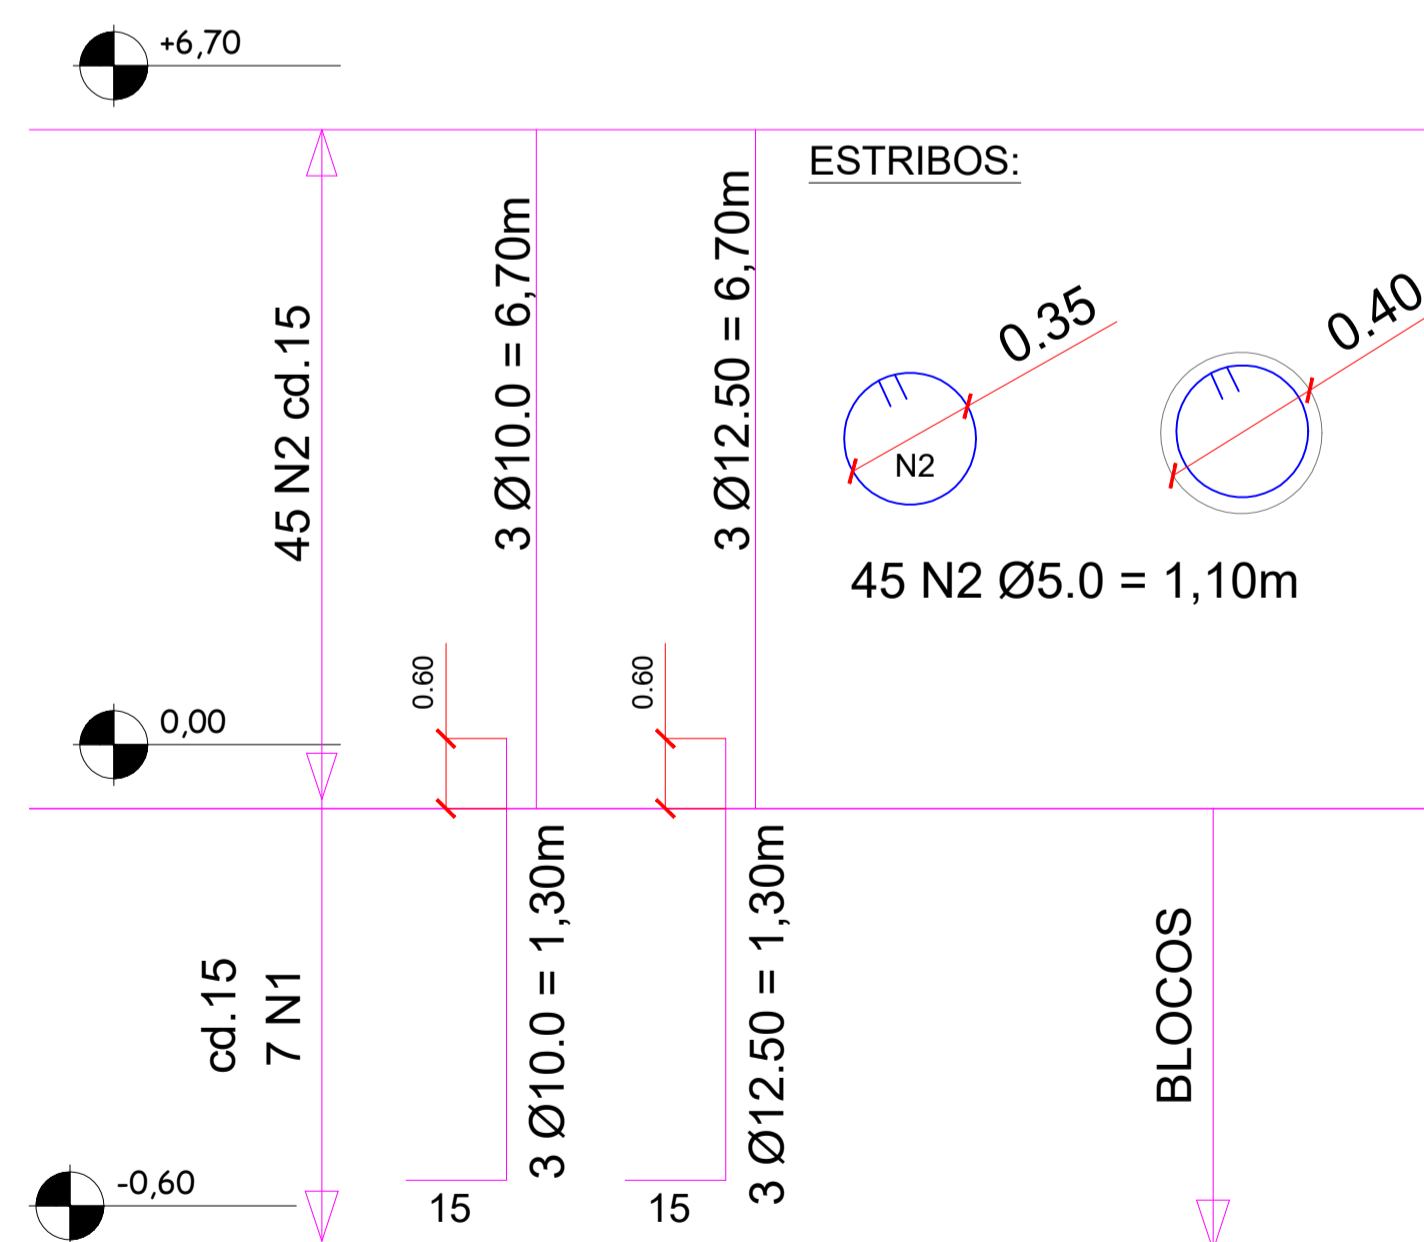 +6,70
ESTRIBOS:
45 N2 cd.15
3 Ø10.0 = 6,70m
3 Ø12.50 = 6,70m
0.35
0.40
N2
45 N2 Ø5.0 = 1,10m
0.60
0.60
0,00
cd.15
7 N1
3 Ø10.0 = 1,30m
3 Ø12.50 = 1,30m
BLOCOS
-0,60
15
15